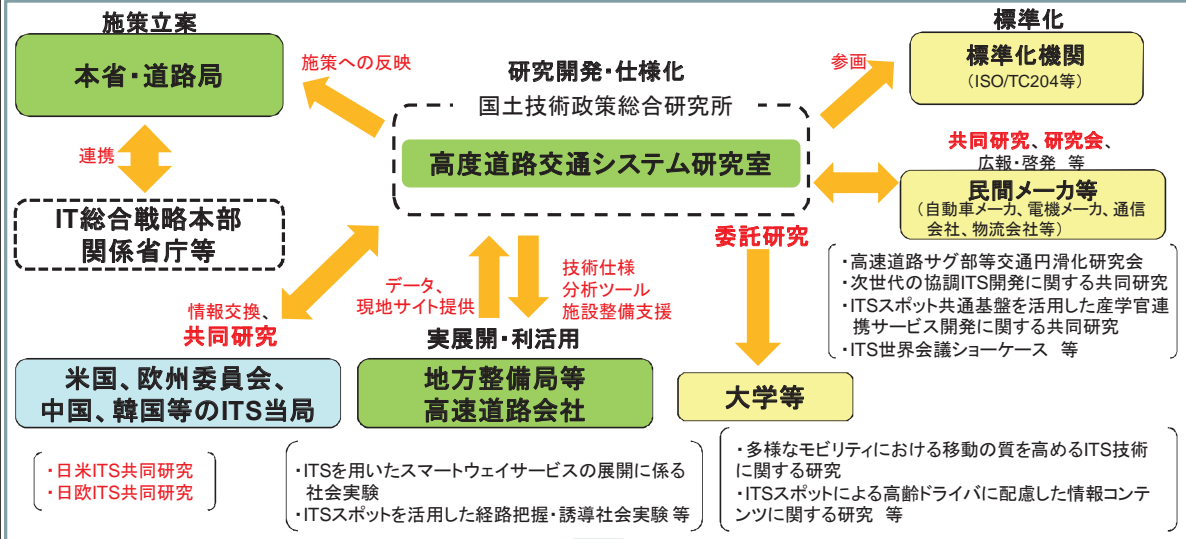 施策立案
本省・道路局
施策への反映
連携
IT総合戦略本部
関係省庁等
研究開発・仕様化
国土技術政策総合研究所
高度道路交通システム研究室
参画
標準化
標準化機関
（ISO/TC204等）
共同研究、研究会、
広報・啓発 等
民間メーカ等
（自動車メーカ、電機メーカ、通信
会社、物流会社等）
・高速道路サグ部等交通円滑化研究会
・次世代の協調ITS開発に関する共同研究
・ITSスポット共通基盤を活用した産学官連
携サービス開発に関する共同研究
・ITS世界会議ショーケース 等
情報交換、
共同研究
米国、欧州委員会、
中国、韓国等のITS当局
・日米ITS共同研究
・日欧ITS共同研究
データ、
現地サイト提供
技術仕様
分析ツール
施設整備支援
実展開・利活用
地方整備局等
高速道路会社
・ITSを用いたスマートウェイサービスの展開に係る
社会実験
・ITSスポットを活用した経路把握・誘導社会実験 等
委託研究
大学等
・多様なモビリティにおける移動の質を高めるITS技術
に関する研究
・ITSスポットによる高齢ドライバに配慮した情報コンテ
ンツに関する研究 等